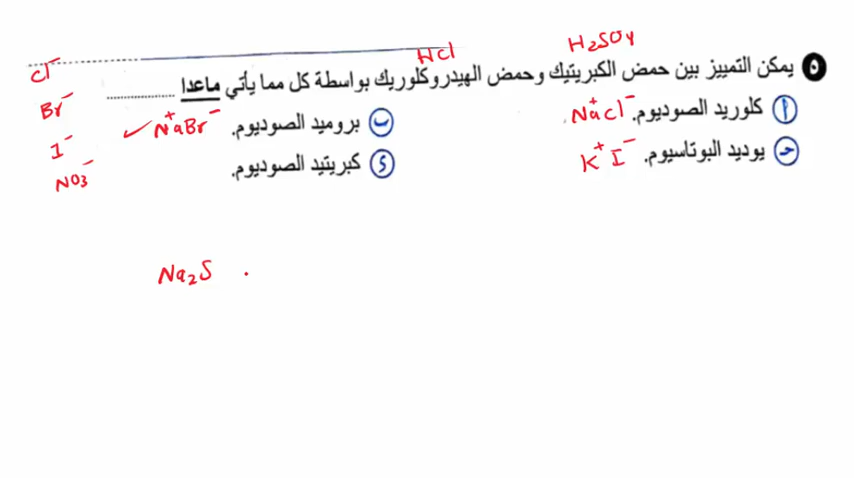 HCl H₂SO₄
٥ يمكن التمييز بين حمض الكبريتيك وحمض الهيدروكلوريك بواسطة كل مما يأتي ماعدا ....................
أ كلوريد الصوديوم. Na⁺Cl⁻
ب بروميد الصوديوم. Na⁺Br⁻ ✓
ح يوديد البوتاسيوم. K⁺I⁻
د كبريتيد الصوديوم.
Cl⁻
Br⁻
I⁻
NO₃⁻
Na₂S .